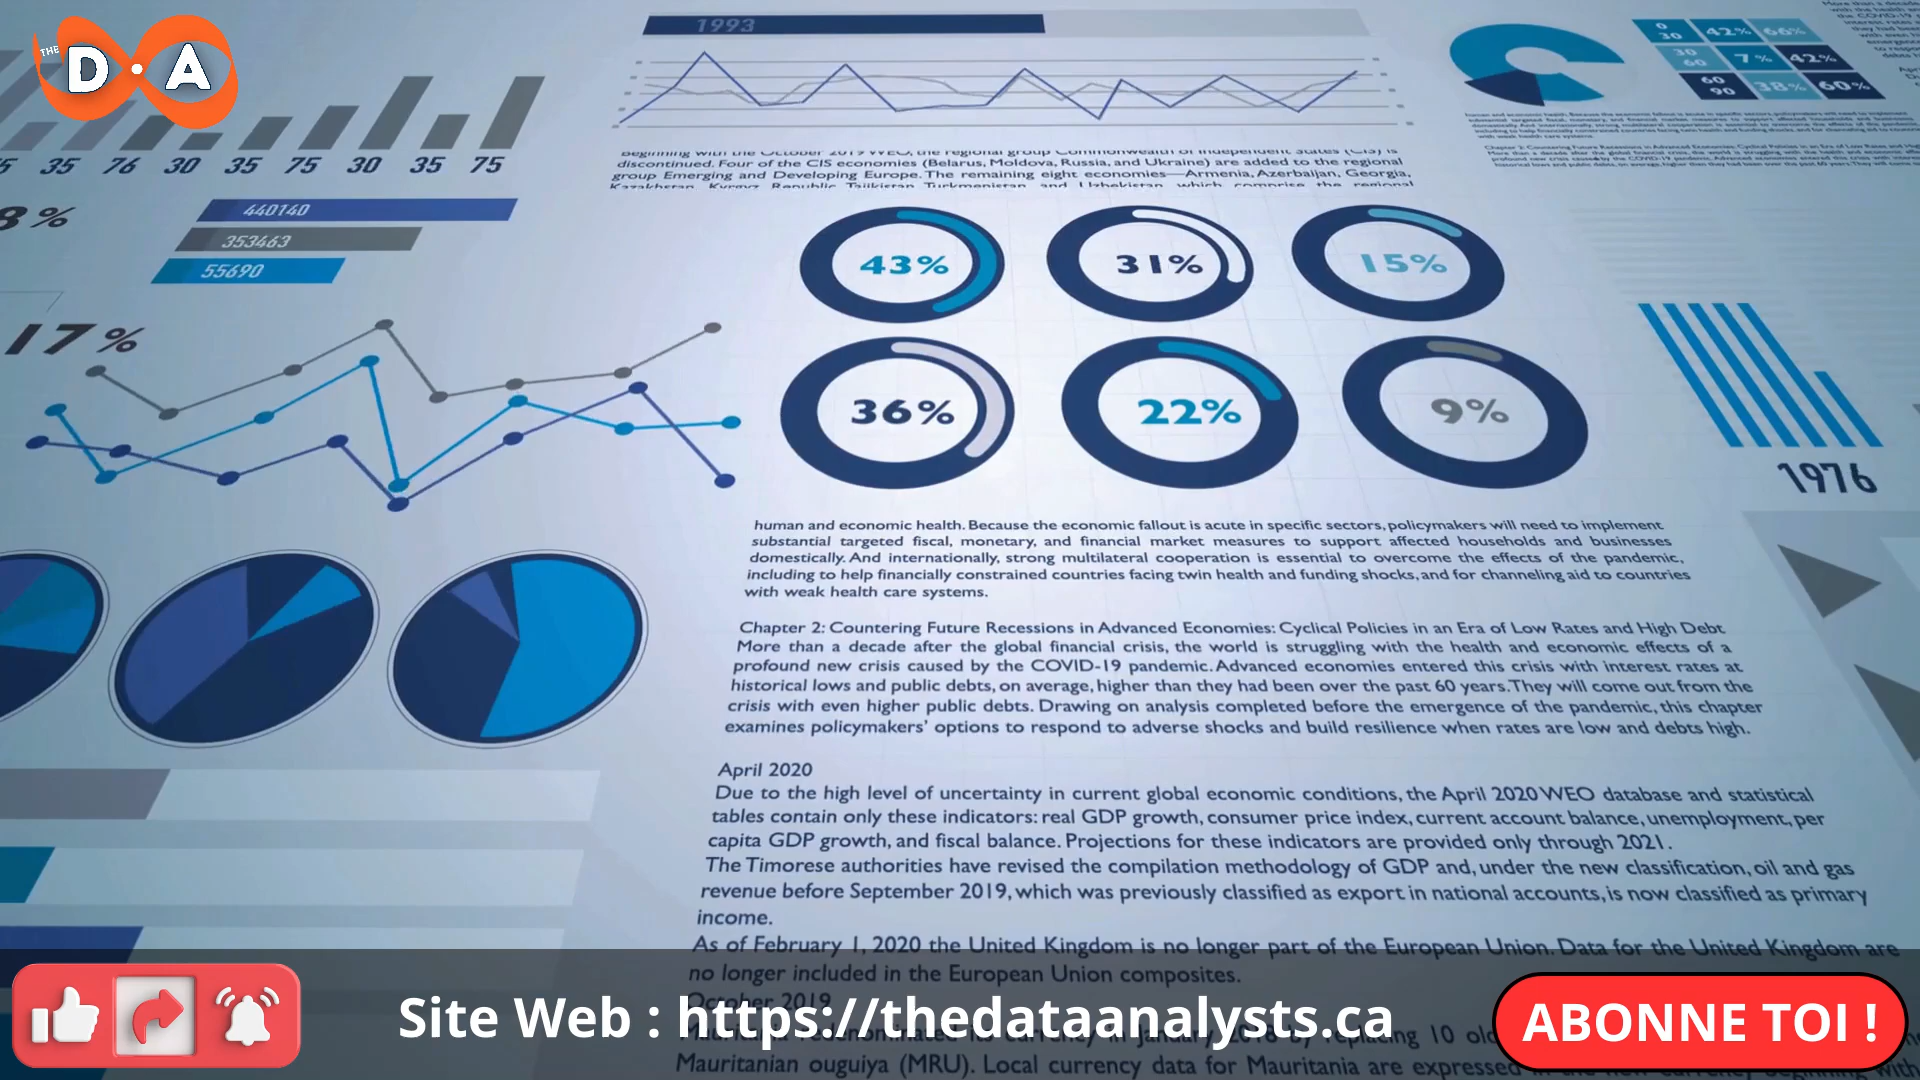 THE
D·A
1993
35 76 30 35 75 30 35 75
8%
440140
353463
55690
17%
0
30 42% 66%
30
60 7% 42%
60
90 38% 60%
discontinued. Four of the CIS economies (Belarus, Moldova, Russia, and Ukraine) are added to the regional
group Emerging and Developing Europe. The remaining eight economies—Armenia, Azerbaijan, Georgia,
43% 31% 15%
36% 22% 9%
1976
human and economic health. Because the economic fallout is acute in specific sectors, policymakers will need to implement
substantial targeted fiscal, monetary, and financial market measures to support affected households and businesses
domestically. And internationally, strong multilateral cooperation is essential to overcome the effects of the pandemic,
including to help financially constrained countries facing twin health and funding shocks, and for channeling aid to countries
with weak health care systems.
Chapter 2: Countering Future Recessions in Advanced Economies: Cyclical Policies in an Era of Low Rates and High Debt
More than a decade after the global financial crisis, the world is struggling with the health and economic effects of a
profound new crisis caused by the COVID-19 pandemic. Advanced economies entered this crisis with interest rates at
historical lows and public debts, on average, higher than they had been over the past 60 years. They will come out from the
crisis with even higher public debts. Drawing on analysis completed before the emergence of the pandemic, this chapter
examines policymakers' options to respond to adverse shocks and build resilience when rates are low and debts high.
April 2020
Due to the high level of uncertainty in current global economic conditions, the April 2020 WEO database and statistical
tables contain only these indicators: real GDP growth, consumer price index, current account balance, unemployment, per
capita GDP growth, and fiscal balance. Projections for these indicators are provided only through 2021.
The Timorese authorities have revised the compilation methodology of GDP and, under the new classification, oil and gas
revenue before September 2019, which was previously classified as export in national accounts, is now classified as primary
income.
As of February 1, 2020 the United Kingdom is no longer part of the European Union. Data for the United Kingdom are
no longer included in the European Union composites.
October 2019
Site Web : https://thedataanalysts.ca
ABONNE TOI !
Mauritanian ouguiya (MRU). Local currency data for Mauritania are expressed